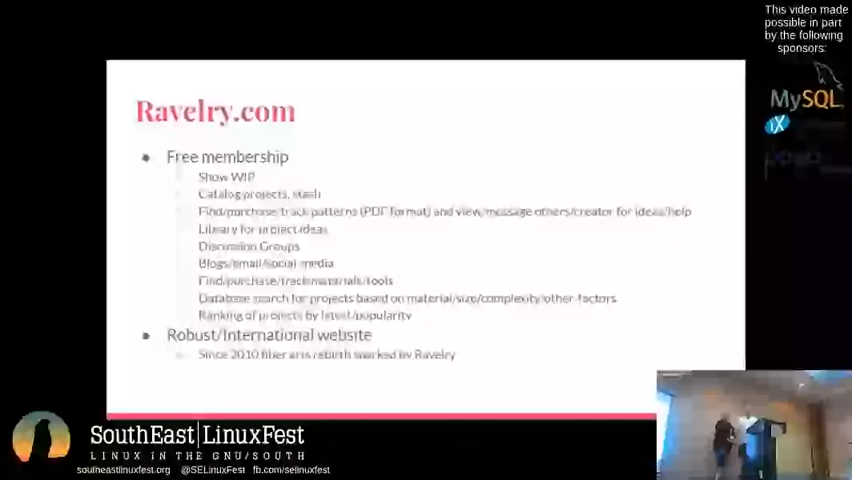 This video made
possible in part
by the following
sponsors:
MySQL
iX
Ravelry.com
● Free membership
Show WIP
Catalog projects, stash
Find/purchase/track patterns (PDF format) and view/message others/creator for ideas/help
Library for project ideas
Discussion Groups
Blogs/email/social media
Find/purchase/track materials/tools
Database search for projects based on material/size/complexity/other factors
Ranking of projects by latest/popularity
● Robust/International website
Since 2010 fiber arts rebirth sparked by Ravelry
SouthEast|LinuxFest
LINUX IN THE GNU/SOUTH
southeastlinuxfest.org @SELinuxFest fb.com/selinuxfest